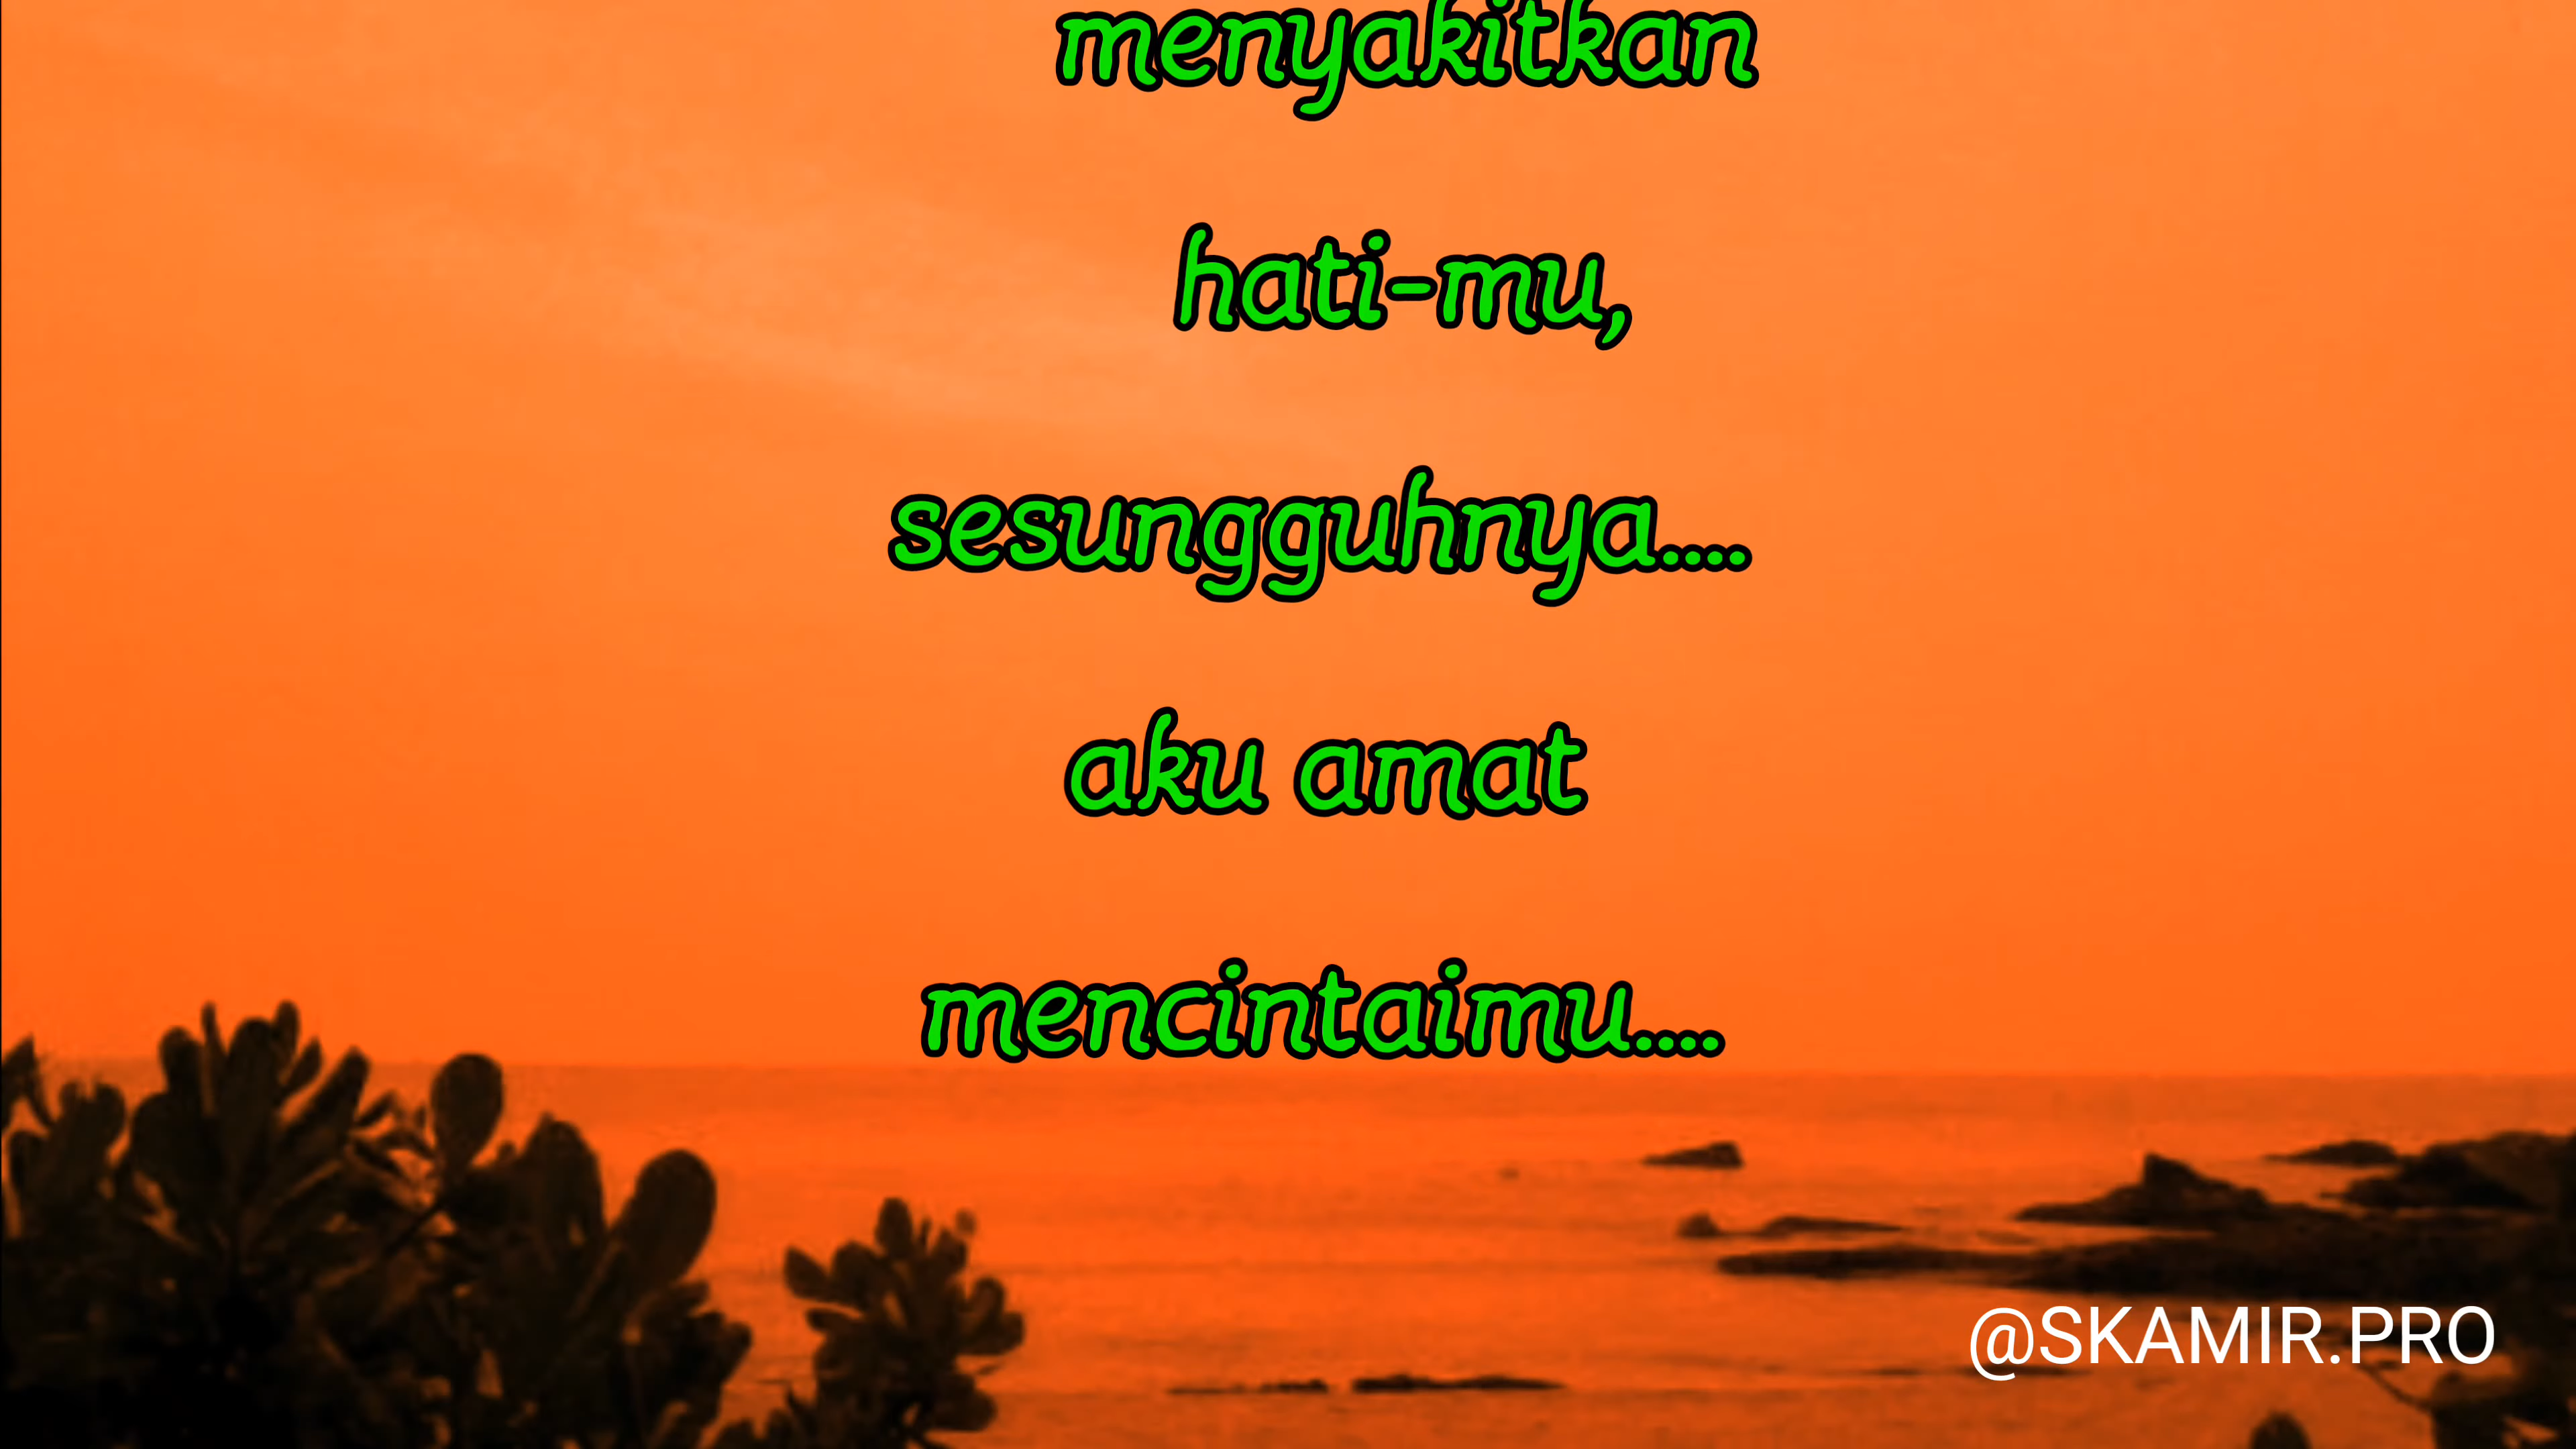 menyakitkan
hati-mu,
sesungguhnya....
aku amat
mencintaimu....
@SKAMIR.PRO